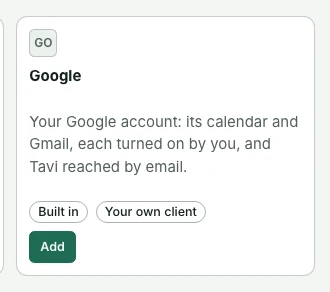 GO
Google
Your Google account: its calendar and
Gmail, each turned on by you, and
Tavi reached by email.
Built in
Your own client
Add